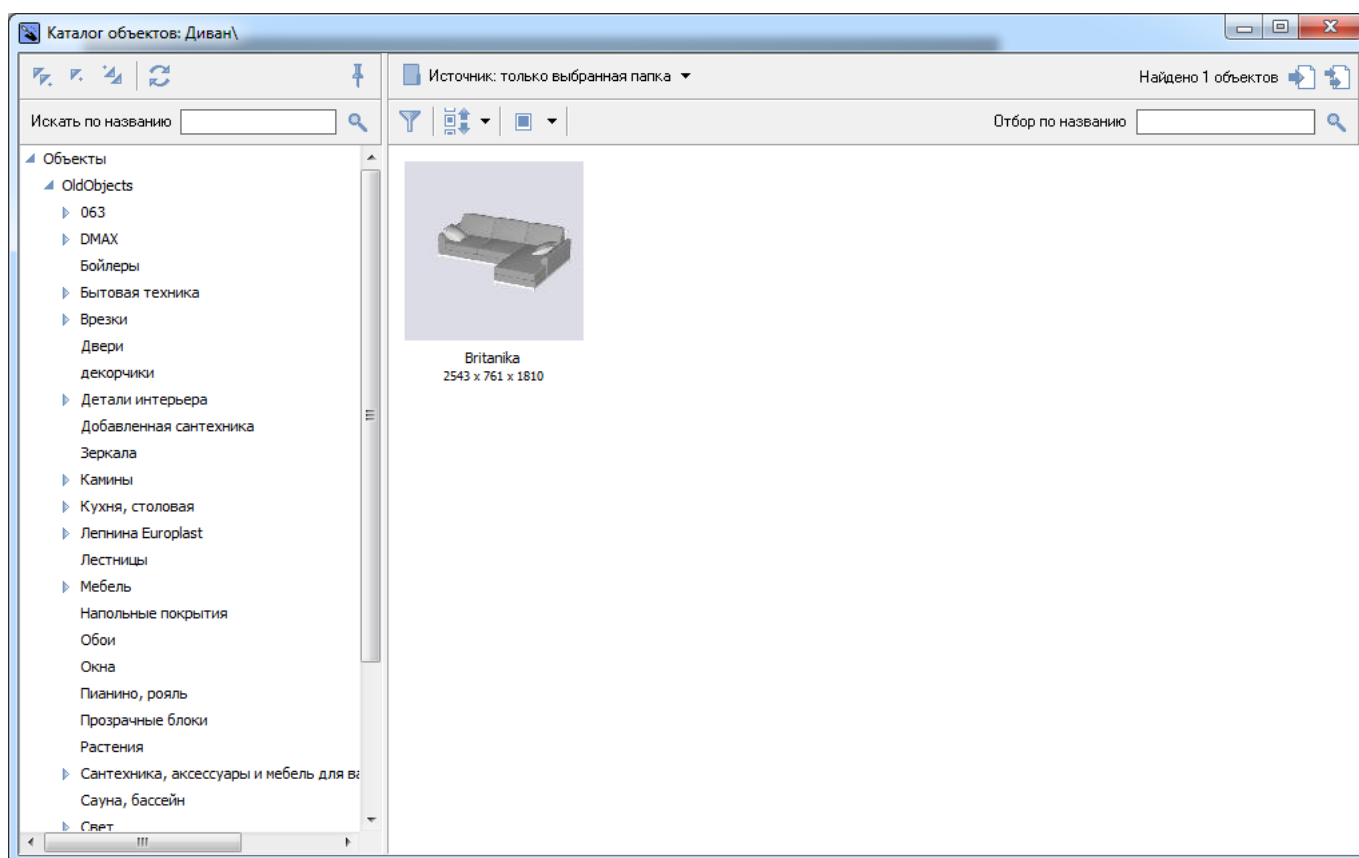 Каталог объектов: Диван\
Источник: только выбранная папка
Найдено 1 объектов
Искать по названию
Отбор по названию
Объекты
OldObjects
063
DMAX
Бойлеры
Бытовая техника
Врезки
Двери
декорчики
Детали интерьера
Добавленная сантехника
Зеркала
Камины
Кухня, столовая
Лепнина Europlast
Лестницы
Мебель
Напольные покрытия
Обои
Окна
Пианино, рояль
Прозрачные блоки
Растения
Сантехника, аксессуары и мебель для ва
Сауна, бассейн
Свет
Britanika
2543 x 761 x 1810